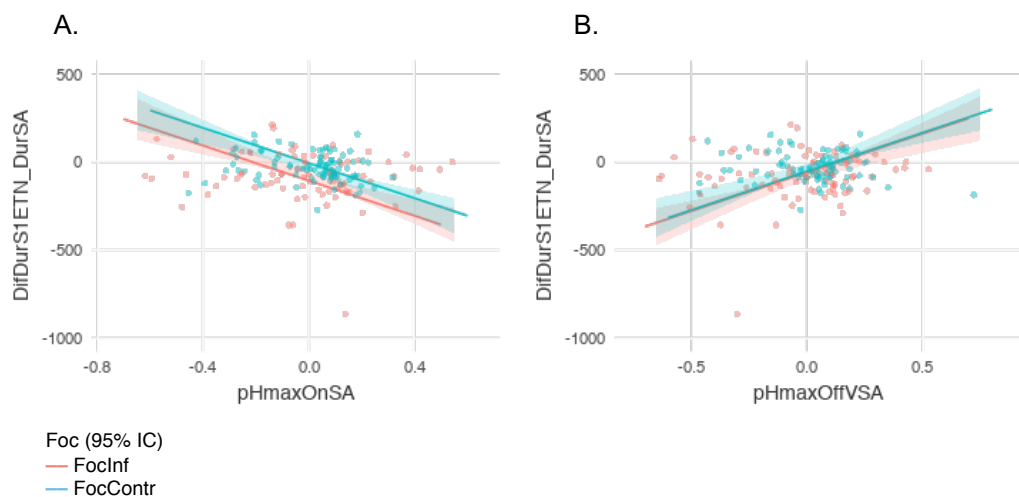 A.
B.
500
0
-500
-1000
DifDurS1ETN_DurSA
-0.8
-0.4
0.0
0.4
pHmaxOnSA
500
0
-500
-1000
DifDurS1ETN_DurSA
-0.5
0.0
0.5
pHmaxOffVSA
Foc (95% IC)
FocInf
FocContr